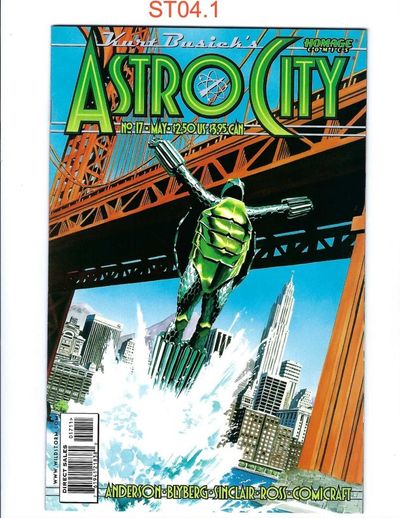 ST04.1
Kurt Busiek's
HOMAGE COMICS
ASTRO CITY
NO. 17 • MAY • $2.50 US • $3.95 CAN
WWW.WILDSTORM.COM
DIRECT SALES
01711
ANDERSON • BLYBERG • SINCLAIR • ROSS • COMICRAFT